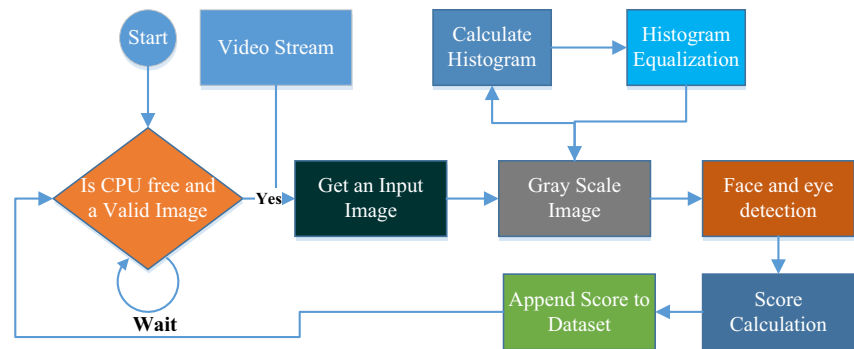 Start
Video Stream
Calculate
Histogram
Histogram
Equalization
Is CPU free and
a Valid Image
Yes
Get an Input
Image
Gray Scale
Image
Face and eye
detection
Wait
Append Score to
Dataset
Score
Calculation